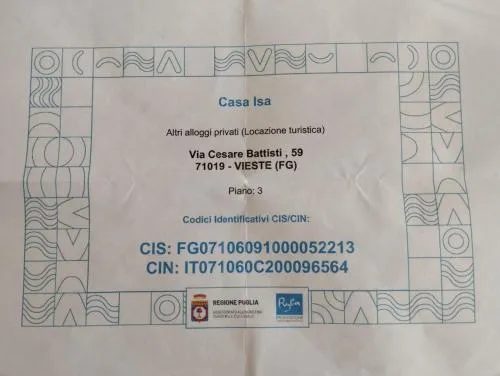 Casa Isa
Altri alloggi privati (Locazione turistica)
Via Cesare Battisti , 59
71019 - VIESTE (FG)
Piano: 3
Codici Identificativi CIS/CIN:
CIS: FG07106091000052213
CIN: IT071060C200096564
REGIONE PUGLIA